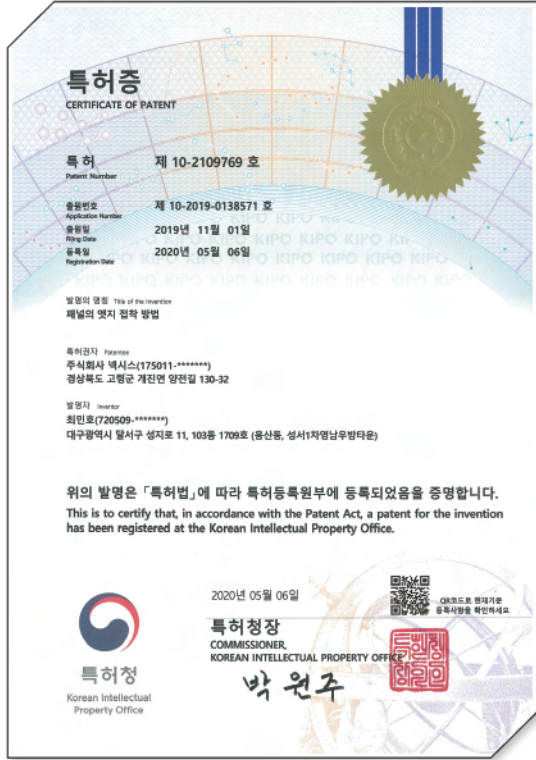 특허증
CERTIFICATE OF PATENT
특 허 제 10-2109769 호
Patent Number
출원번호 제 10-2019-0138571 호
Application Number
출원일 2019년 11월 01일
Filing Date
등록일 2020년 05월 06일
Registration Date
KIPO KIPO KIPO KIPO KIPO
발명의 명칭 Title of the Invention
패널의 엣지 접착 방법
특허권자 Patentee
주식회사 넥시스(175011-*******)
경상북도 고령군 개진면 양전길 130-32
발명자 Inventor
최민호(720509-*******)
대구광역시 달서구 성지로 11, 103동 1709호 (용산동, 성서1차영남우방타운)
위의 발명은 「특허법」에 따라 특허등록원부에 등록되었음을 증명합니다.
This is to certify that, in accordance with the Patent Act, a patent for the invention
has been registered at the Korean Intellectual Property Office.
2020년 05월 06일
QR코드로 현재기준
등록사항을 확인하세요
특허청장
COMMISSIONER,
KOREAN INTELLECTUAL PROPERTY OFFICE
박원주
특허청
Korean Intellectual
Property Office